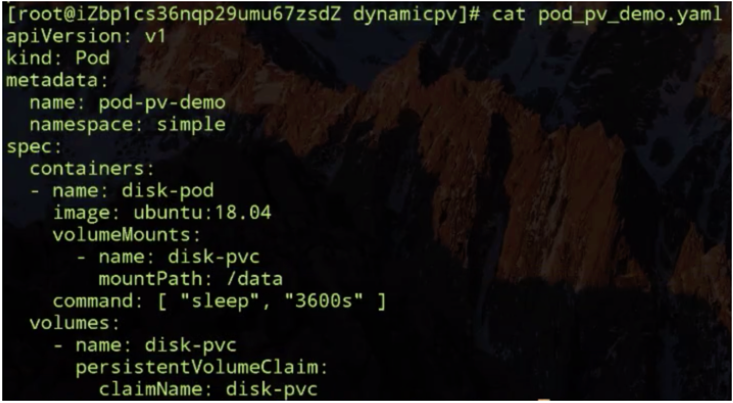 [root@iZbp1cs36nqp29umu67zsdZ dynamicpv]# cat pod_pv_demo.yaml
apiVersion: v1
kind: Pod
metadata:
  name: pod-pv-demo
  namespace: simple
spec:
  containers:
  - name: disk-pod
    image: ubuntu:18.04
    volumeMounts:
      - name: disk-pvc
        mountPath: /data
    command: [ "sleep", "3600s" ]
  volumes:
    - name: disk-pvc
      persistentVolumeClaim:
        claimName: disk-pvc